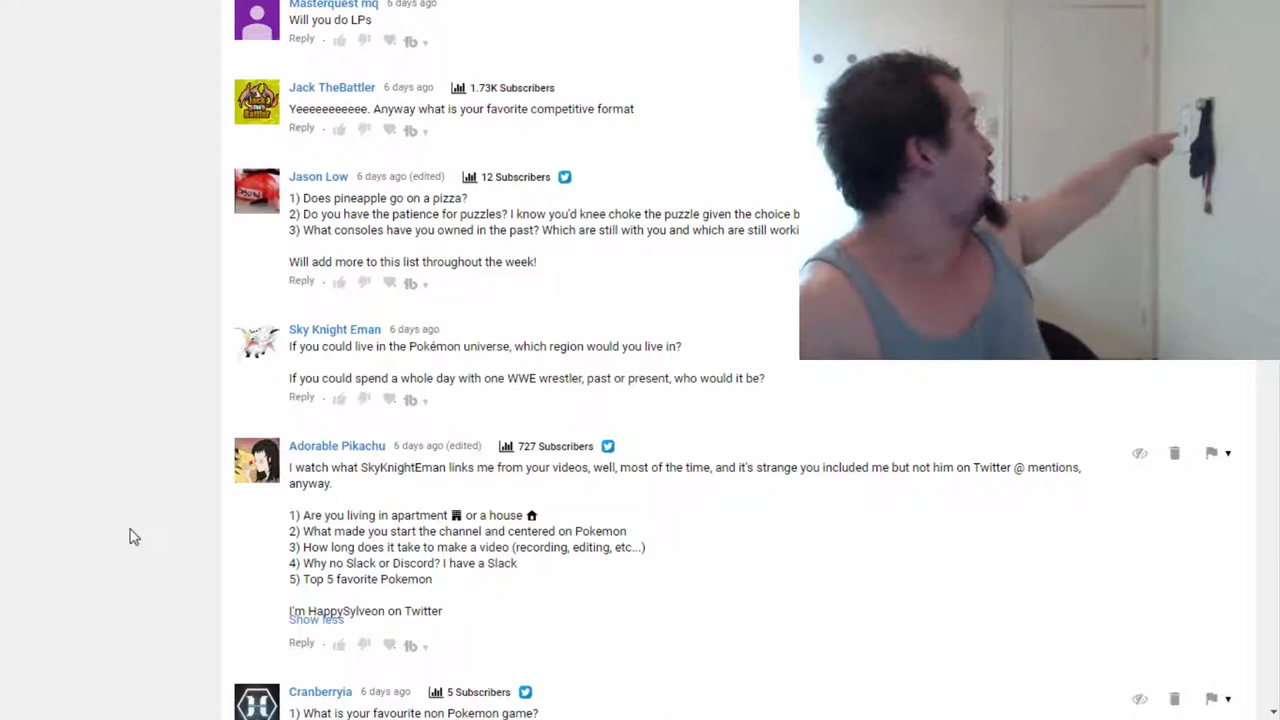 Masterquest mq 6 days ago
Will you do LPs
Reply
Jack TheBattler 6 days ago 1.73K Subscribers
Yeeeeeeeeeee. Anyway what is your favorite competitive format
Reply
Jason Low 6 days ago (edited) 12 Subscribers
1) Does pineapple go on a pizza?
2) Do you have the patience for puzzles? I know you'd knee choke the puzzle given the choice b
3) What consoles have you owned in the past? Which are still with you and which are still worki
Will add more to this list throughout the week!
Reply
Sky Knight Eman 6 days ago
If you could live in the Pokémon universe, which region would you live in?
If you could spend a whole day with one WWE wrestler, past or present, who would it be?
Reply
Adorable Pikachu 6 days ago (edited) 727 Subscribers
I watch what SkyKnightEman links me from your videos, well, most of the time, and it's strange you included me but not him on Twitter @ mentions,
anyway.
1) Are you living in apartment or a house
2) What made you start the channel and centered on Pokemon
3) How long does it take to make a video (recording, editing, etc...)
4) Why no Slack or Discord? I have a Slack
5) Top 5 favorite Pokemon
I'm HappySylveon on Twitter
Show less
Reply
Cranberryia 6 days ago 5 Subscribers
1) What is your favourite non Pokemon game?